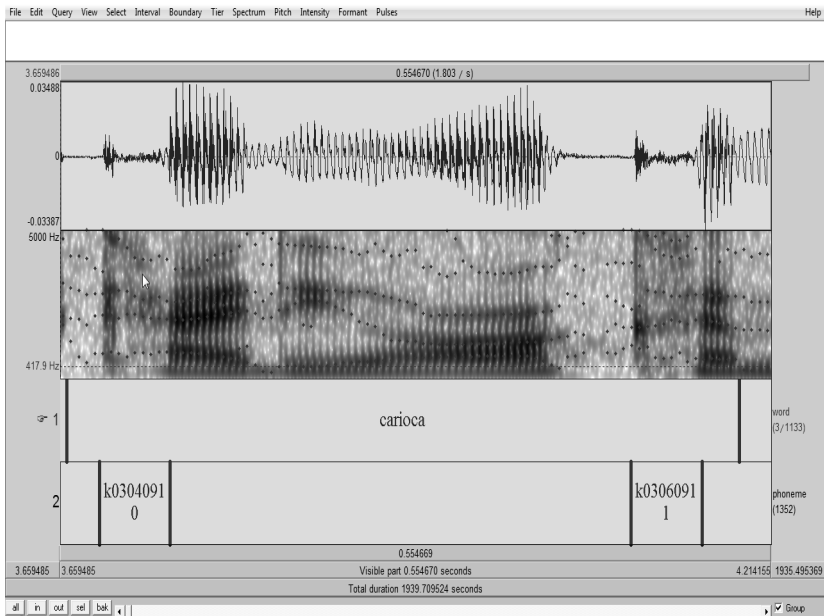 File Edit Query View Select Interval Boundary Tier Spectrum Pitch Intensity Formant Pulses Help
3.659486 0.554670 (1.803 / s)
0.03488
0
-0.03387
5000 Hz
417.9 Hz
1 carioca word
(3/1133)
2 k0304091
0 k0306091
1 phoneme
(1352)
0.554669
3.659485 3.659485 Visible part 0.554670 seconds 4.214155 1935.495369
Total duration 1939.709524 seconds
all in out sel bak Group